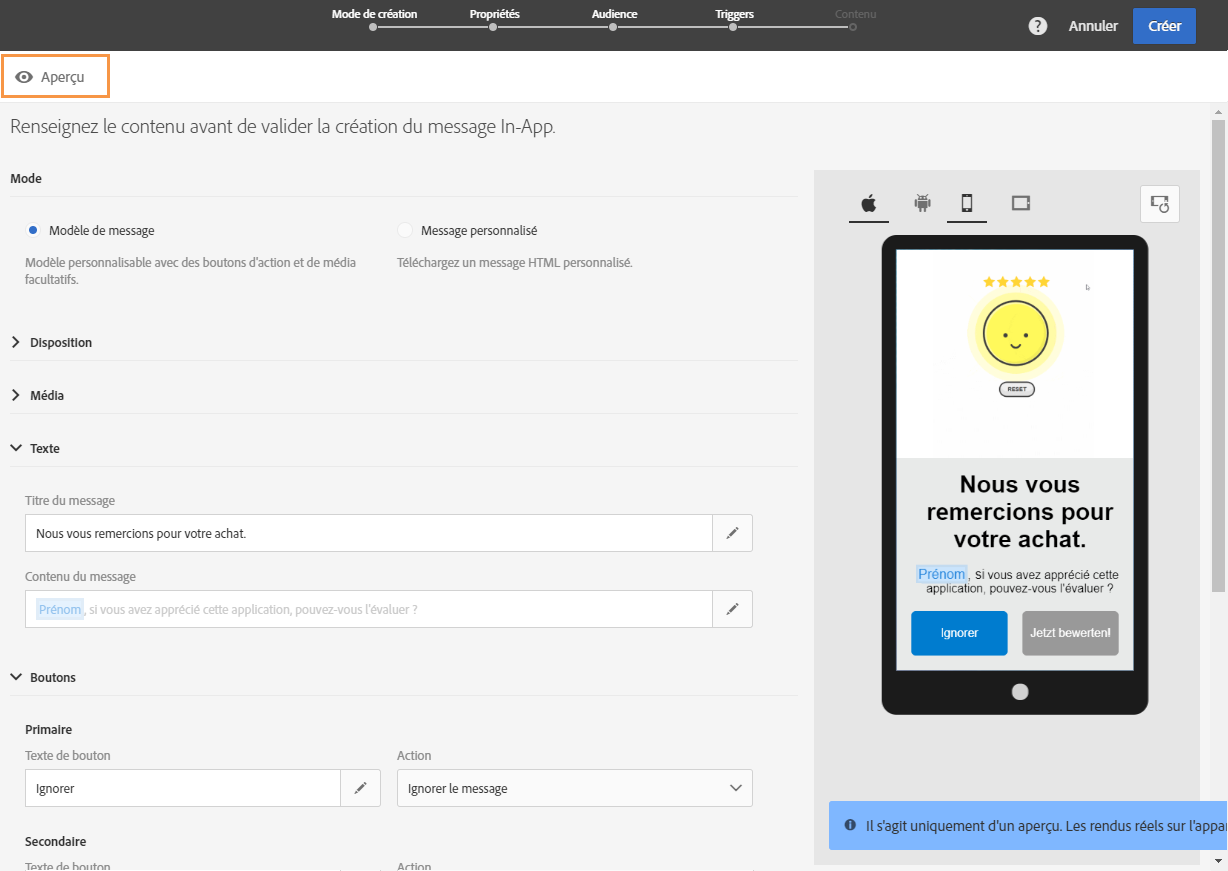 Mode de création
Propriétés
Audience
Triggers
Contenu
?
Annuler
Créer
Aperçu
Renseignez le contenu avant de valider la création du message In-App.
Mode
Modèle de message
Message personnalisé
Modèle personnalisable avec des boutons d'action et de média
facultatifs.
Téléchargez un message HTML personnalisé.
Disposition
Média
Texte
Titre du message
Nous vous remercions pour votre achat.
Contenu du message
Prénom, si vous avez apprécié cette application, pouvez-vous l'évaluer ?
Boutons
Primaire
Texte de bouton
Action
Ignorer
Ignorer le message
Secondaire
Texte de bouton
Action
RESET
Nous vous
remercions pour
votre achat.
Prénom, si vous avez apprécié cette
application, pouvez-vous l'évaluer ?
Ignorer
Jetzt bewerten!
Il s'agit uniquement d'un aperçu. Les rendus réels sur l'appa